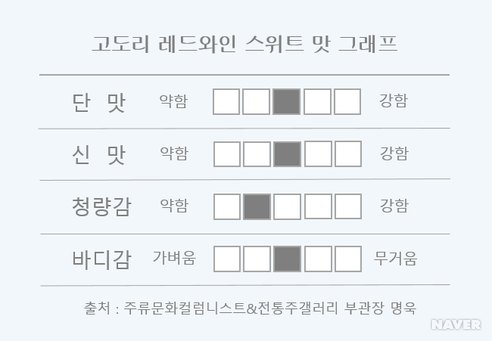 고도리 레드와인 스위트 맛 그래프
단 맛 약함 강함
신 맛 약함 강함
청량감 약함 강함
바디감 가벼움 무거움
출처 : 주류문화컬럼니스트&전통주갤러리 부관장 명욱
NAVER